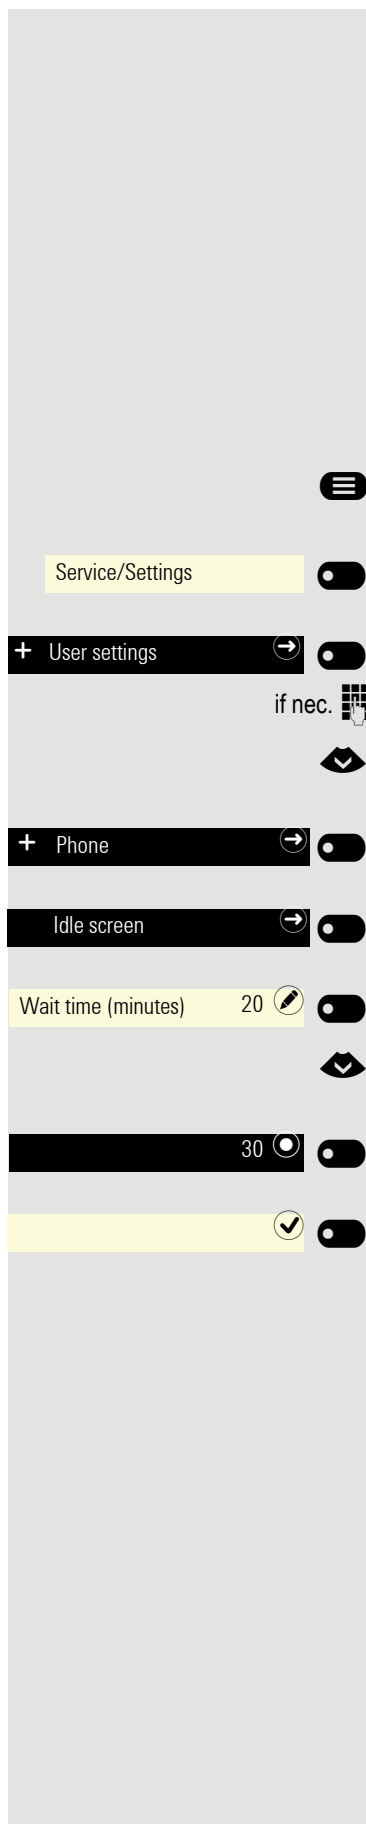 Service/Settings
+ User settings
if nec.
+ Phone
Idle screen
Wait time (minutes) 20
30